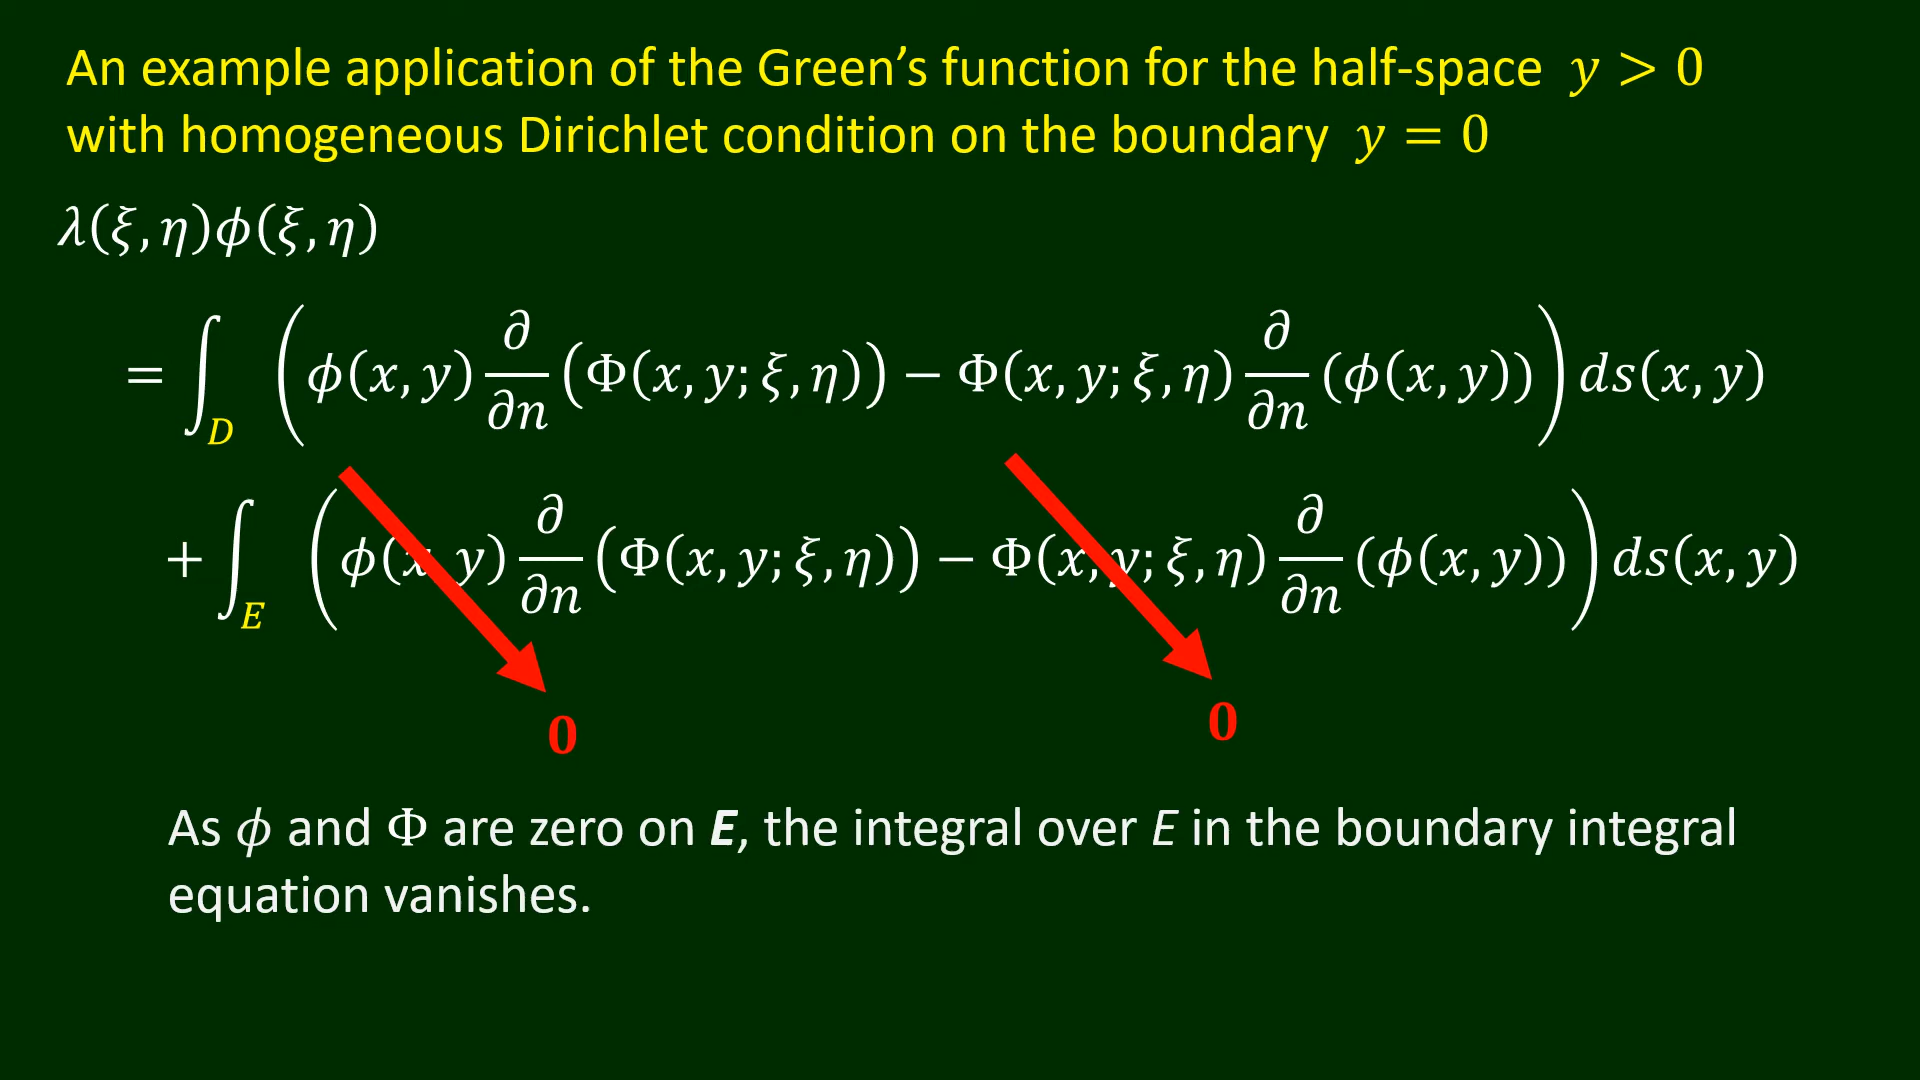 An example application of the Green’s function for the half-space y > 0
with homogeneous Dirichlet condition on the boundary y = 0
λ(ξ, η)ϕ(ξ, η)
= ∫_D (ϕ(x, y) ∂/∂n (Φ(x, y; ξ, η)) − Φ(x, y; ξ, η) ∂/∂n (ϕ(x, y))) ds(x, y)
+ ∫_E (ϕ(x, y) ∂/∂n (Φ(x, y; ξ, η)) − Φ(x, y; ξ, η) ∂/∂n (ϕ(x, y))) ds(x, y)
0 0
As ϕ and Φ are zero on E, the integral over E in the boundary integral
equation vanishes.